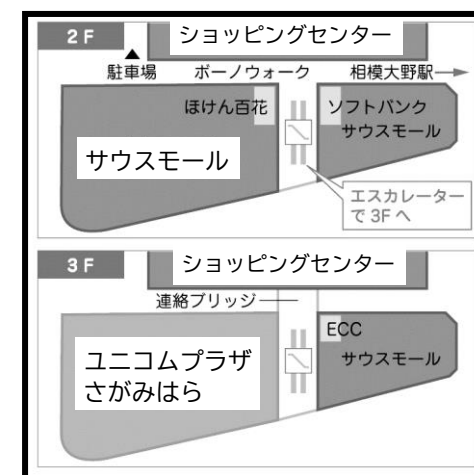 2F
ショッピングセンター
駐車場 ボーノウォーク 相模大野駅
ほけん百花 ソフトバンク
サウスモール
サウスモール
エスカレーター
で 3F へ
3F
ショッピングセンター
連絡ブリッジ
ECC
サウスモール
ユニコムプラザ
さがみはら